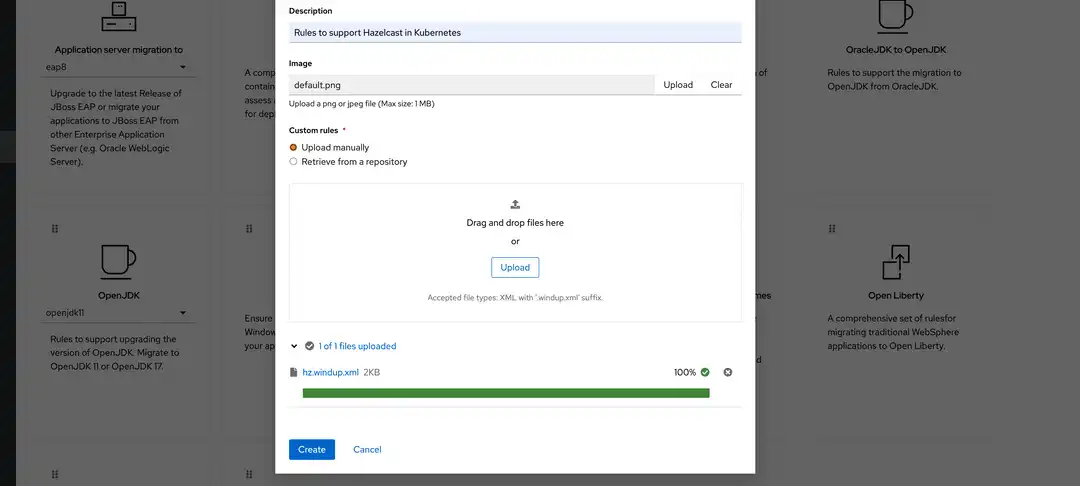 Description
Rules to support Hazelcast in Kubernetes
Image
default.png
Upload
Clear
Upload a png or jpeg file (Max size: 1 MB)
Custom rules *
Upload manually
Retrieve from a repository
Drag and drop files here
or
Upload
Accepted file types: XML with '.windup.xml' suffix.
1 of 1 files uploaded
hz.windup.xml 2KB
100%
Create
Cancel
Application server migration to
eap8
Upgrade to the latest Release of
JBoss EAP or migrate your
applications to JBoss EAP from
other Enterprise Application
Server (e.g. Oracle WebLogic
Server).
A comp
contain
assess
for dep
of
OracleJDK to OpenJDK
Rules to support the migration to
OpenJDK from OracleJDK.
OpenJDK
openjdk11
Rules to support upgrading the
version of OpenJDK. Migrate to
OpenJDK 11 or OpenJDK 17.
Ensure
Window
your ap
mes
d
Open Liberty
A comprehensive set of rulesfor
migrating traditional WebSphere
applications to Open Liberty.